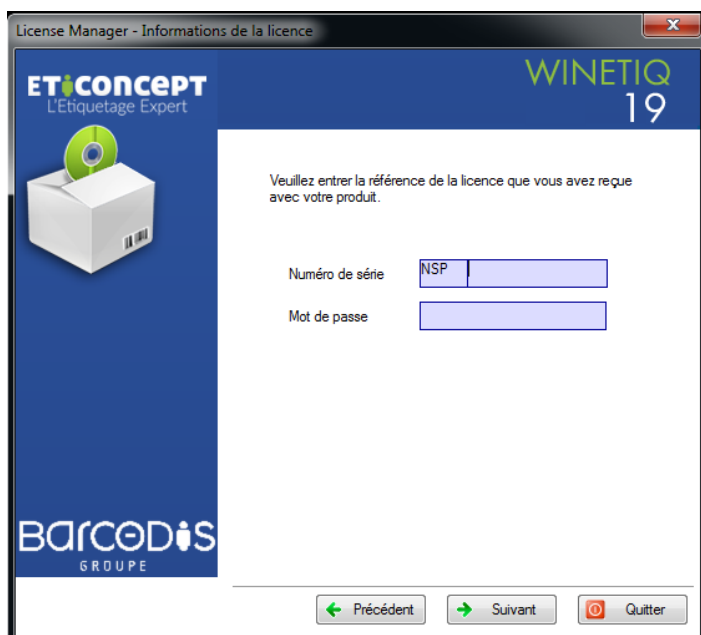 License Manager - Informations de la licence
ETiCONCEPT
L'Etiquetage Expert
WINETIQ
19
Veuillez entrer la référence de la licence que vous avez reçue
avec votre produit.
Numéro de série
NSP
Mot de passe
BarcoDiS
GROUPE
Précédent
Suivant
Quitter